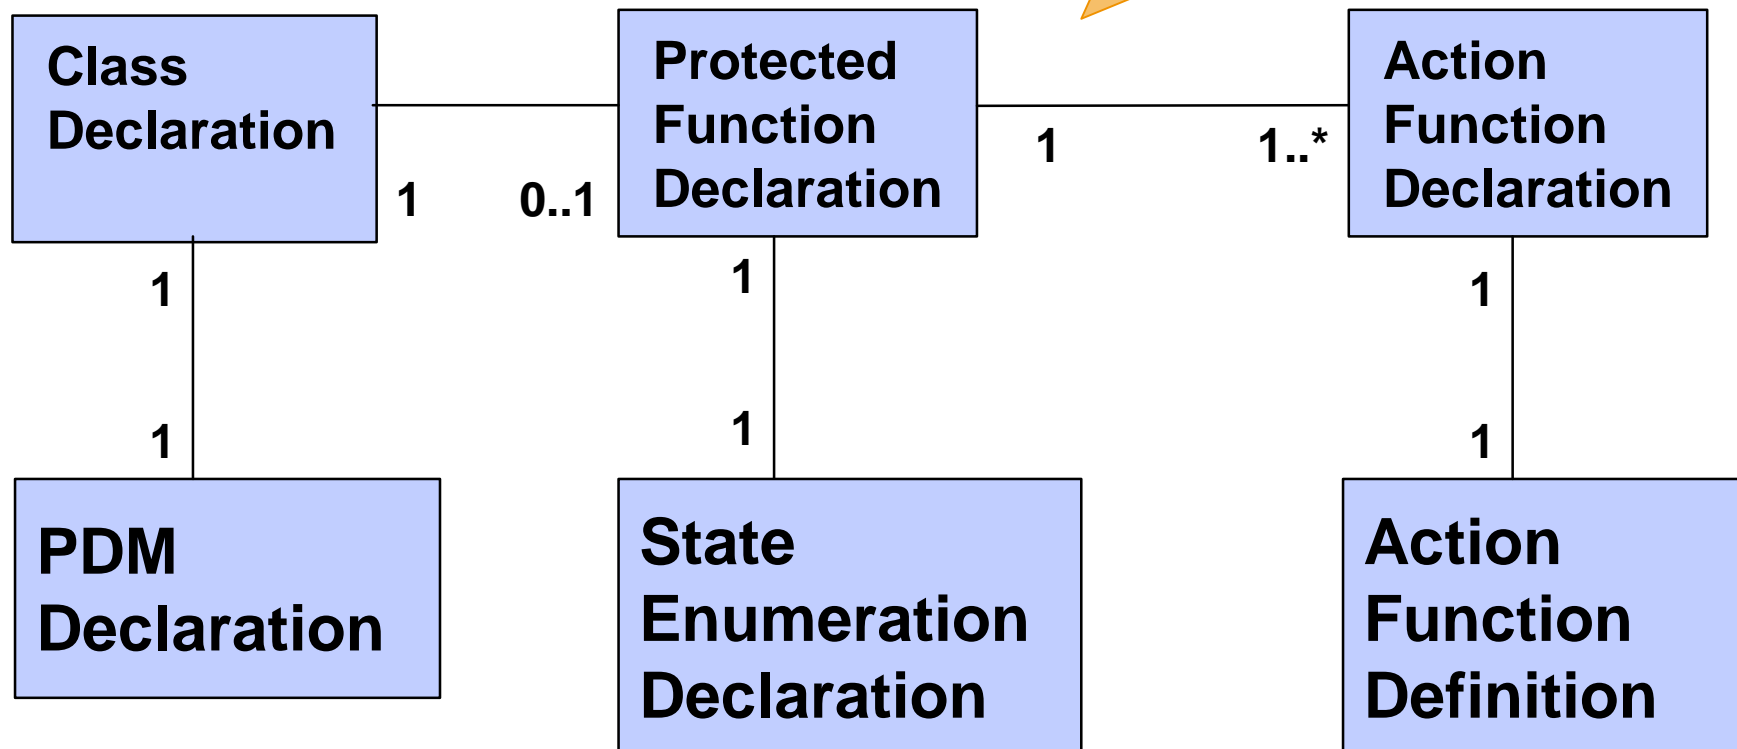 Class
Declaration
Protected
Function
Declaration
Action
Function
Declaration
1
0..1
1
1..*
1
1
1
1
1
1
PDM
Declaration
State
Enumeration
Declaration
Action
Function
Definition